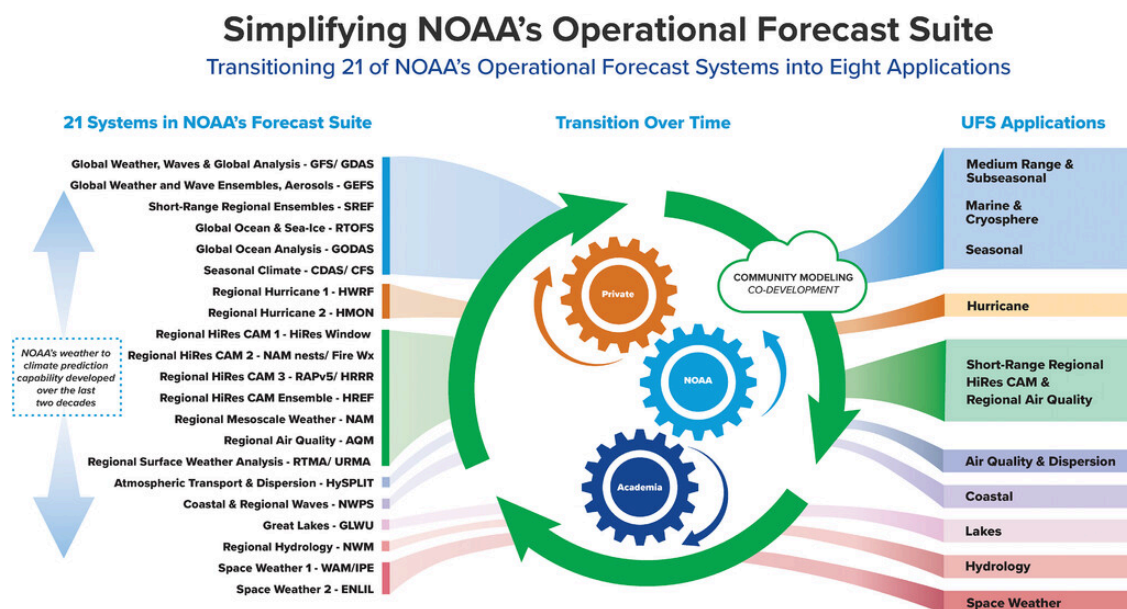 Simplifying NOAA's Operational Forecast Suite
Transitioning 21 of NOAA's Operational Forecast Systems into Eight Applications
21 Systems in NOAA's Forecast Suite
Global Weather, Waves & Global Analysis - GFS/ GDAS
Global Weather and Wave Ensembles, Aerosols - GEFS
Short-Range Regional Ensembles - SREF
Global Ocean & Sea-Ice - RTOFS
Global Ocean Analysis - GODAS
Seasonal Climate - CDAS/ CFS
Regional Hurricane 1 - HWRF
Regional Hurricane 2 - HMON
Regional HiRes CAM 1 - HiRes Window
Regional HiRes CAM 2 - NAM nests/ Fire Wx
Regional HiRes CAM 3 - RAPv5/ HRRR
Regional HiRes CAM Ensemble - HREF
Regional Mesoscale Weather - NAM
Regional Air Quality - AQM
Regional Surface Weather Analysis - RTMA/ URMA
Atmospheric Transport & Dispersion - HySPLIT
Coastal & Regional Waves - NWPS
Great Lakes - GLWU
Regional Hydrology - NWM
Space Weather 1 - WAM/IPE
Space Weather 2 - ENLIL
NOAA's weather to
climate prediction
capability developed
over the last
two decades
Transition Over Time
Private
NOAA
Academia
COMMUNITY MODELING
CO-DEVELOPMENT
UFS Applications
Medium Range &
Subseasonal
Marine &
Cryosphere
Seasonal
Hurricane
Short-Range Regional
HiRes CAM &
Regional Air Quality
Air Quality & Dispersion
Coastal
Lakes
Hydrology
Space Weather